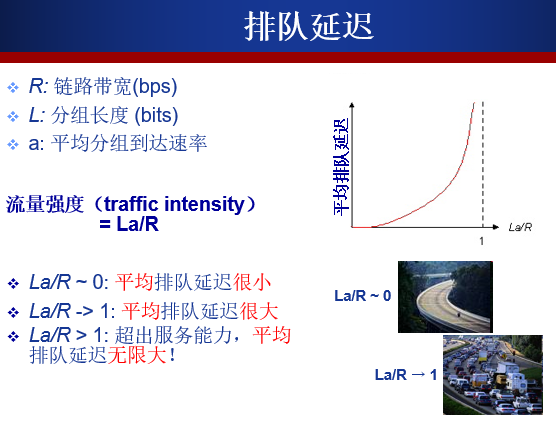 排队延迟
R: 链路带宽(bps)
L: 分组长度 (bits)
a: 平均分组到达速率
流量强度（traffic intensity）
= La/R
La/R ~ 0: 平均排队延迟很小
La/R -> 1: 平均排队延迟很大
La/R > 1: 超出服务能力，平均
排队延迟无限大！
平均排队延迟
La/R
1
La/R ~ 0
La/R → 1